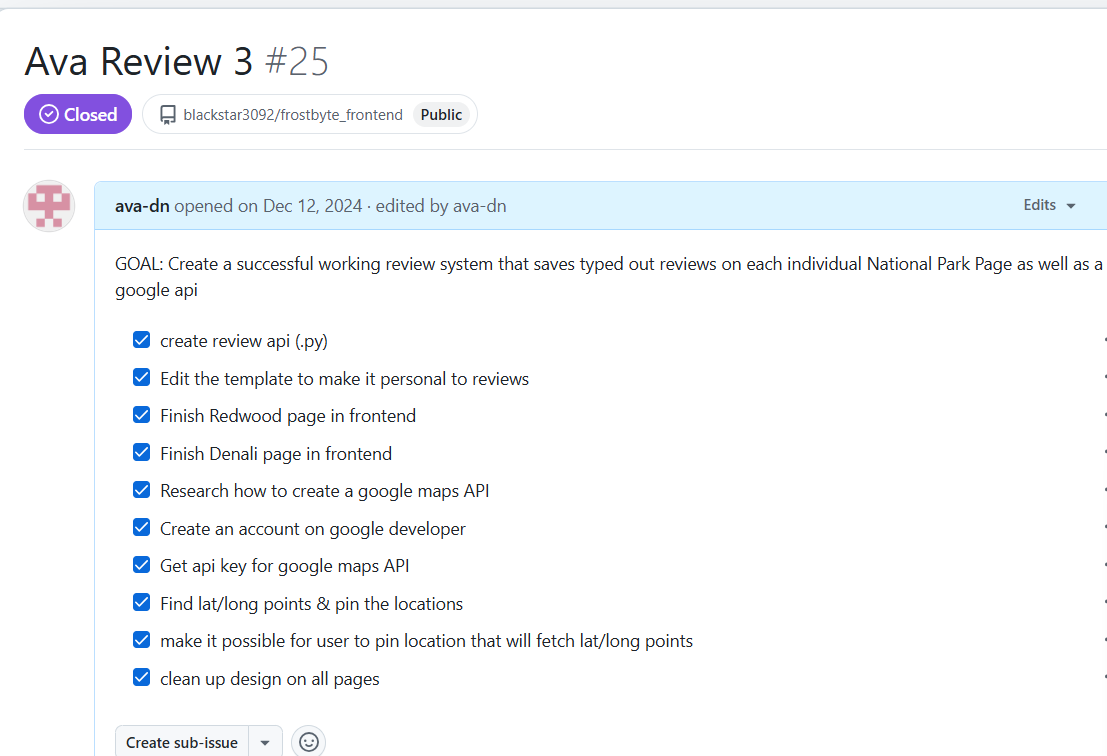 Ava Review 3 #25
Closed blackstar3092/frostbyte_frontend Public
ava-dn opened on Dec 12, 2024 · edited by ava-dn Edits
GOAL: Create a successful working review system that saves typed out reviews on each individual National Park Page as well as a
google api
create review api (.py)
Edit the template to make it personal to reviews
Finish Redwood page in frontend
Finish Denali page in frontend
Research how to create a google maps API
Create an account on google developer
Get api key for google maps API
Find lat/long points & pin the locations
make it possible for user to pin location that will fetch lat/long points
clean up design on all pages
Create sub-issue